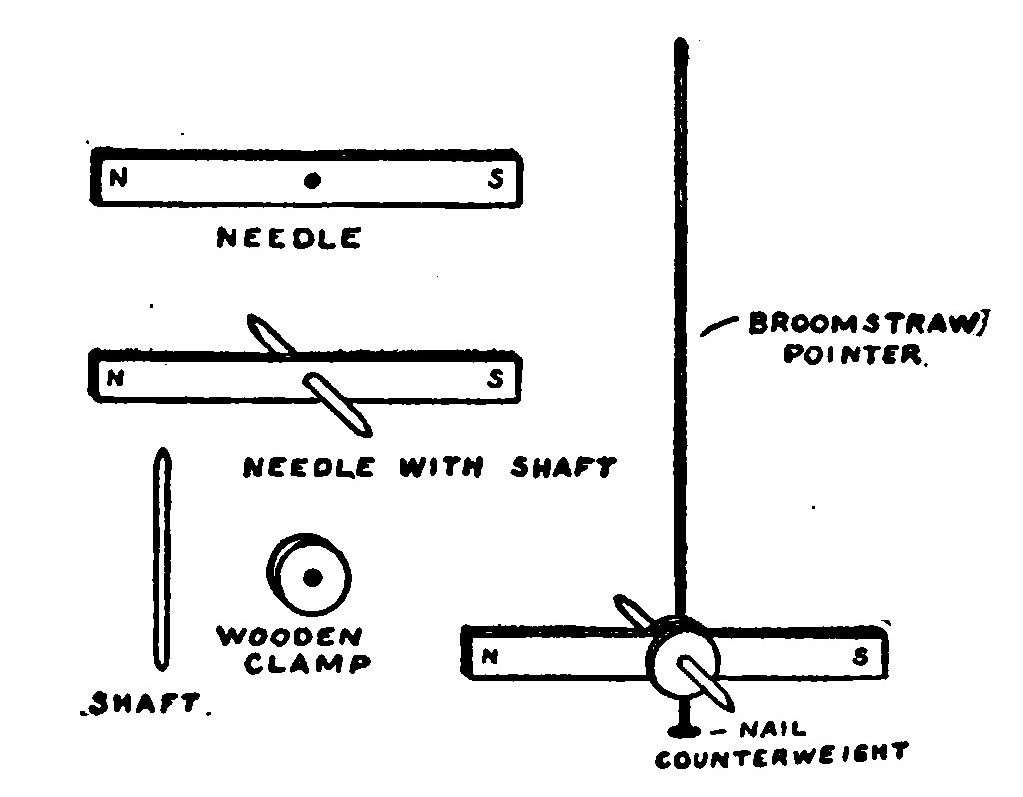 N S
NEEDLE
N S
NEEDLE WITH SHAFT
BROOMSTRAW
POINTER.
WOODEN
CLAMP
SHAFT.
N S
NAIL
COUNTERWEIGHT